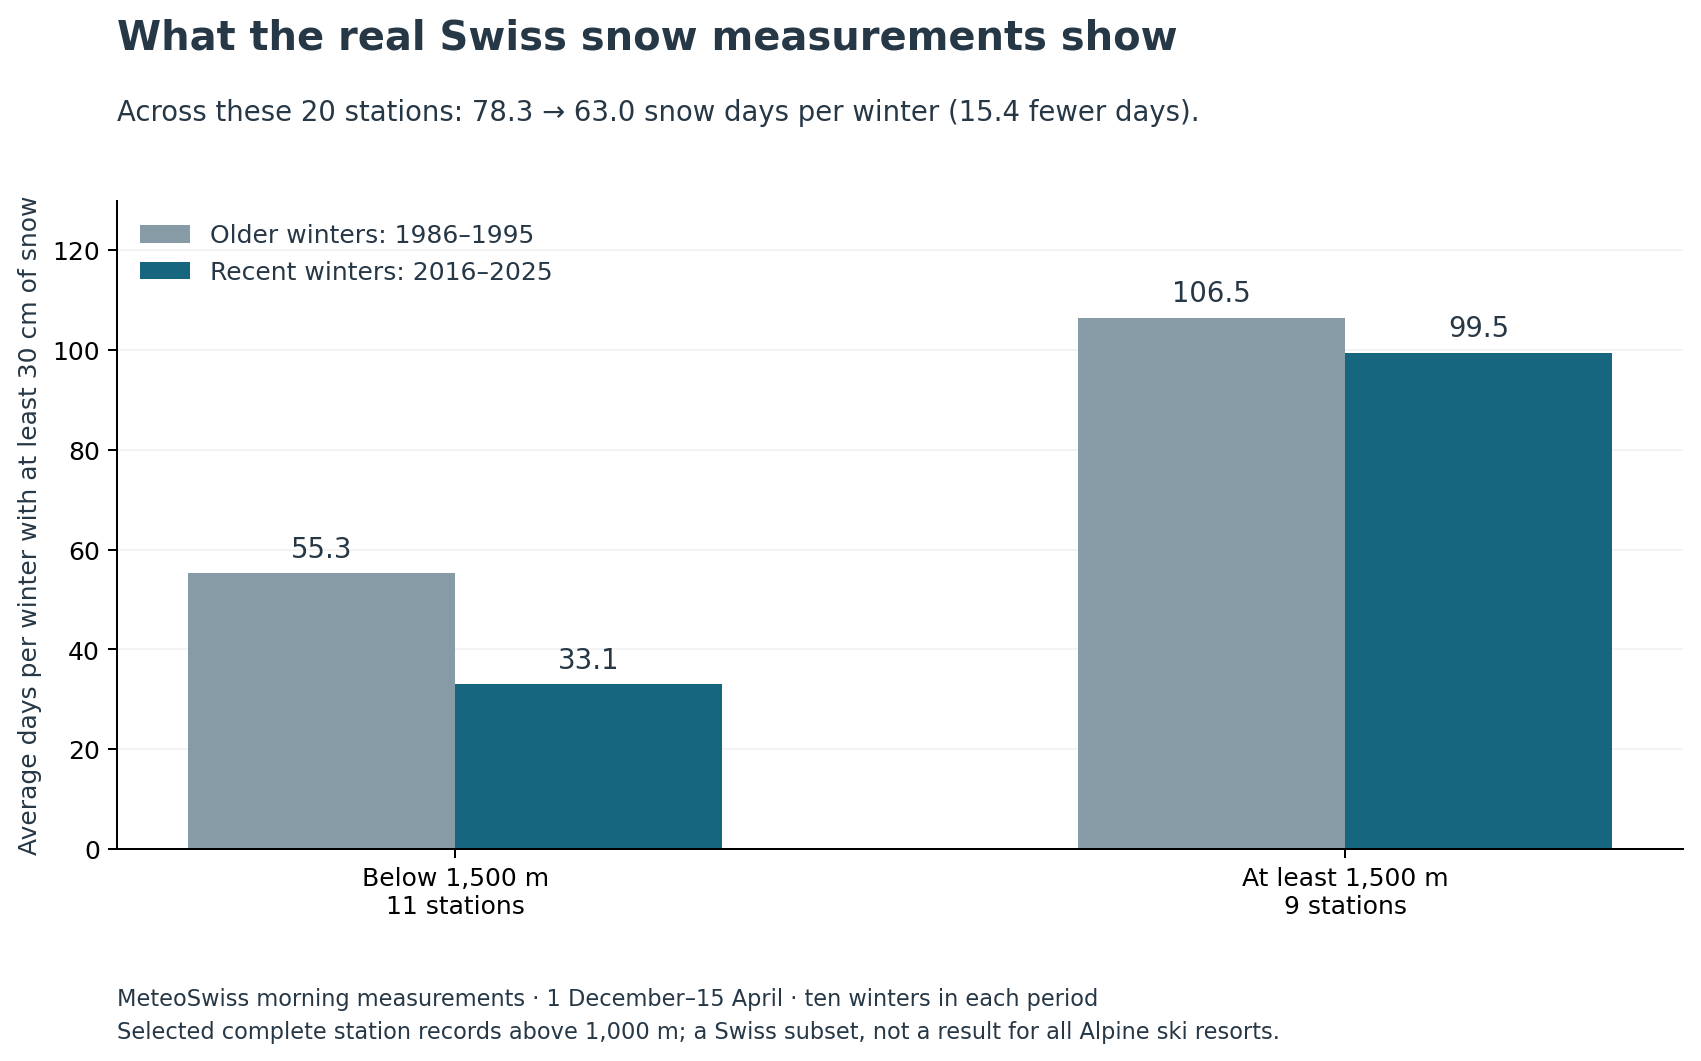 What the real Swiss snow measurements show
Across these 20 stations: 78.3 → 63.0 snow days per winter (15.4 fewer days).
Average days per winter with at least 30 cm of snow
120
100
80
60
40
20
0
Older winters: 1986–1995
Recent winters: 2016–2025
55.3
33.1
106.5
99.5
Below 1,500 m
11 stations
At least 1,500 m
9 stations
MeteoSwiss morning measurements · 1 December–15 April · ten winters in each period
Selected complete station records above 1,000 m; a Swiss subset, not a result for all Alpine ski resorts.